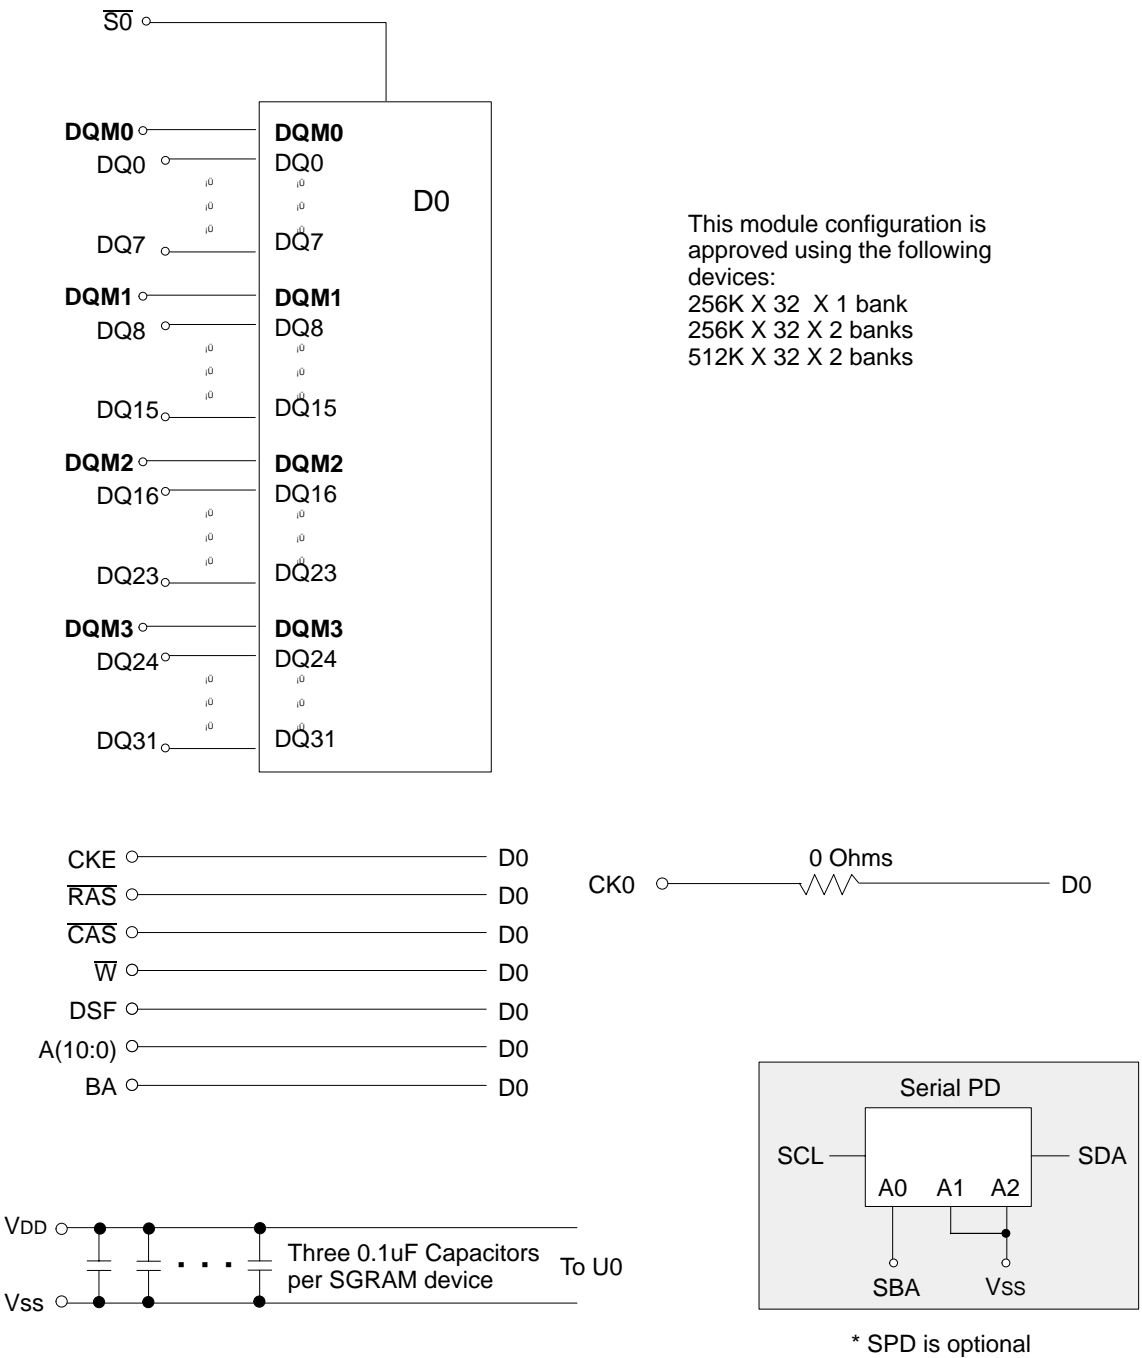 S0
DQM0 DQM0
DQ0 DQ0
¡Û ¡Û
D0
¡Û ¡Û
¡Û ¡Û
DQ7 DQ7
DQM1 DQM1
DQ8 DQ8
¡Û ¡Û
¡Û ¡Û
¡Û ¡Û
DQ15 DQ15
DQM2 DQM2
DQ16 DQ16
¡Û ¡Û
¡Û ¡Û
¡Û ¡Û
DQ23 DQ23
DQM3 DQM3
DQ24 DQ24
¡Û ¡Û
¡Û ¡Û
¡Û ¡Û
DQ31 DQ31
This module configuration is
approved using the following
devices:
256K X 32 X 1 bank
256K X 32 X 2 banks
512K X 32 X 2 banks
CKE D0
RAS D0
CAS D0
W D0
DSF D0
A(10:0) D0
BA D0
0 Ohms
CK0 D0
VDD
Three 0.1uF Capacitors
per SGRAM device
To U0
Vss
Serial PD
SCL SDA
A0 A1 A2
SBA Vss
* SPD is optional